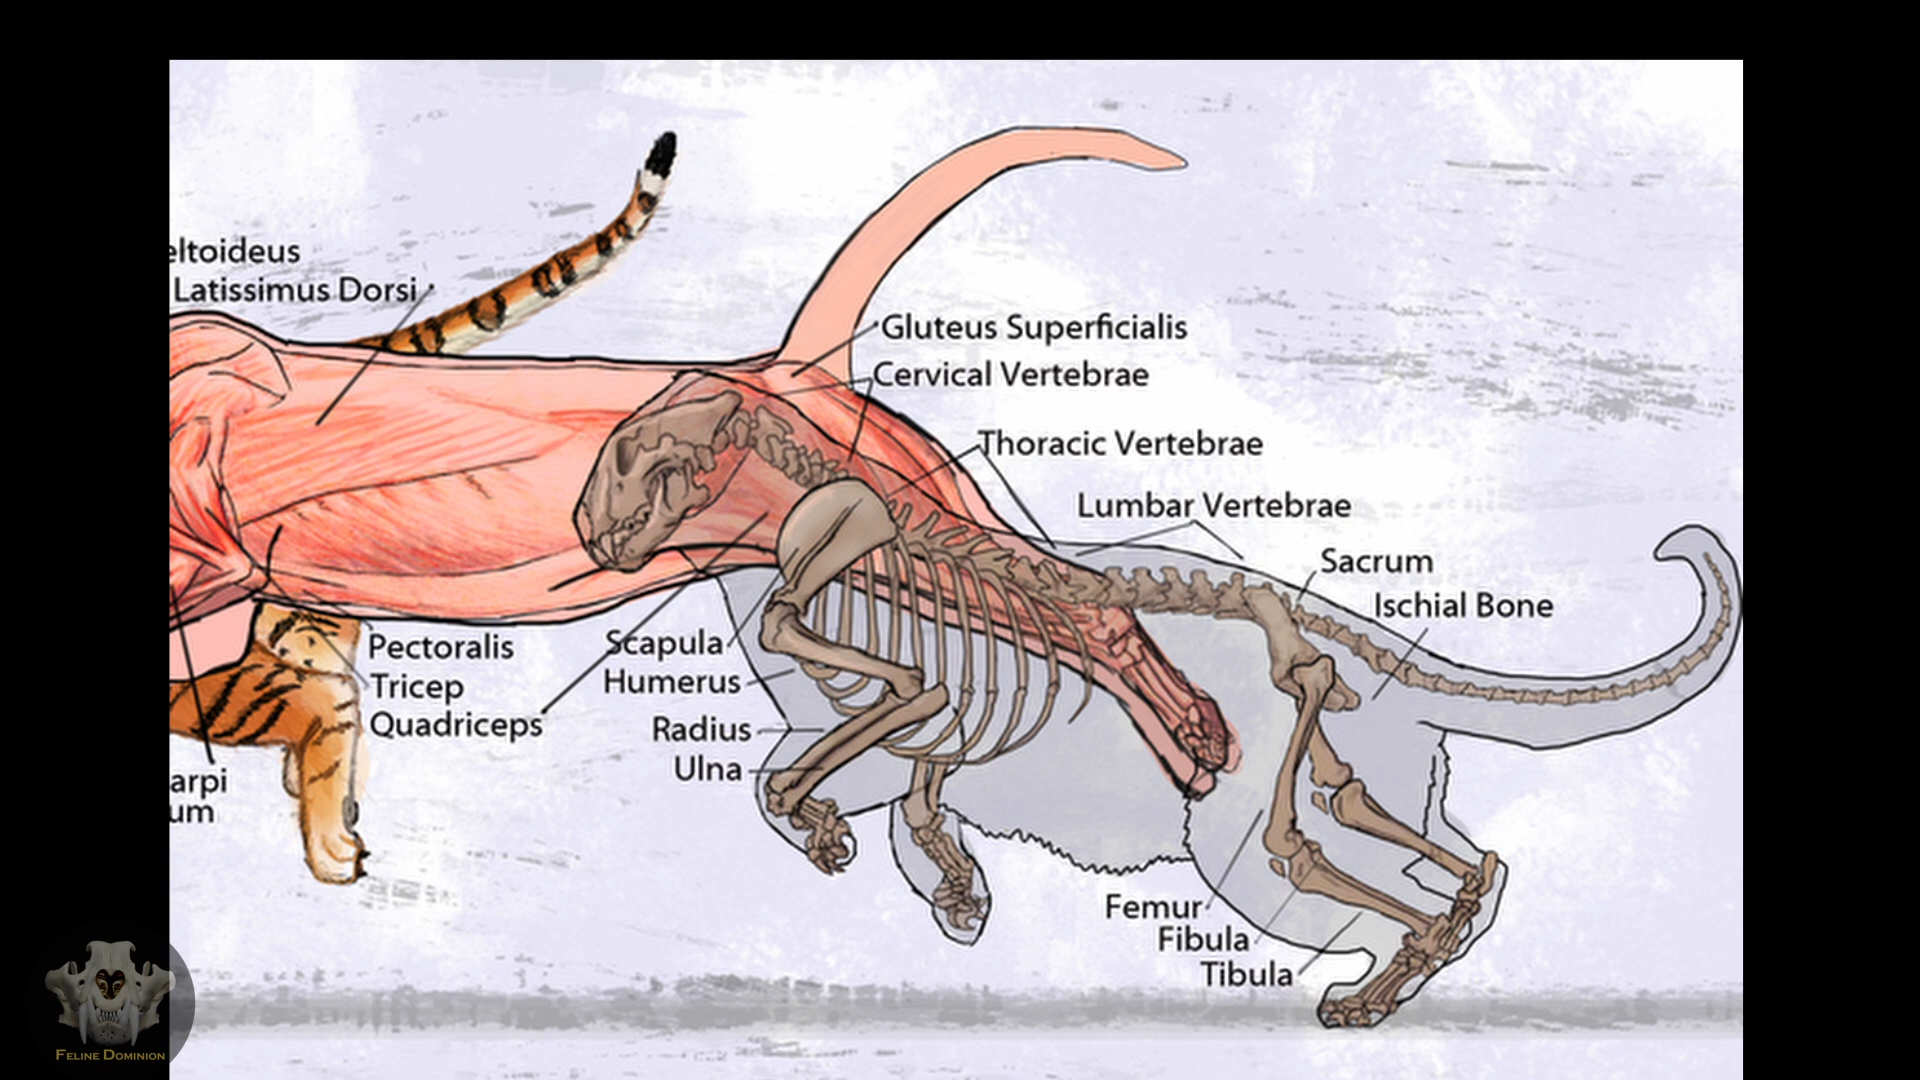 eltoideus
Latissimus Dorsi
Gluteus Superficialis
Cervical Vertebrae
Thoracic Vertebrae
Lumbar Vertebrae
Sacrum
Ischial Bone
Pectoralis
Tricep
Quadriceps
Scapula
Humerus
Radius
Ulna
arpi
um
Femur
Fibula
Tibula
FELINE DOMINION